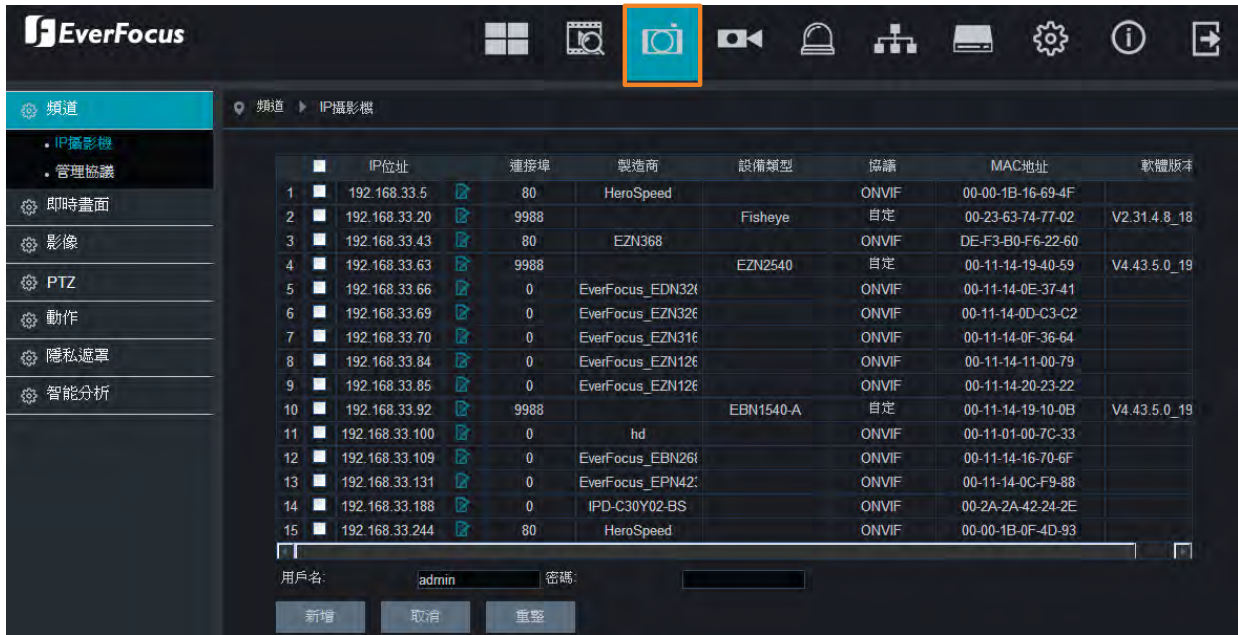 EverFocus
頻道
頻道 IP攝影機
IP攝影機
管理協議
即時畫面
影像
PTZ
動作
隱私遮罩
智能分析
IP位址 連接埠 製造商 設備類型 協議 MAC地址 軟體版本
1 192.168.33.5 80 HeroSpeed ONVIF 00-00-1B-16-69-4F
2 192.168.33.20 9988 Fisheye 自定 00-23-63-74-77-02 V2.31.4.8_18
3 192.168.33.43 80 EZN368 ONVIF DE-F3-B0-F6-22-60
4 192.168.33.63 9988 EZN2540 自定 00-11-14-19-40-59 V4.43.5.0_19
5 192.168.33.66 0 EverFocus_EDN326 ONVIF 00-11-14-0E-37-41
6 192.168.33.69 0 EverFocus_EZN326 ONVIF 00-11-14-0D-C3-C2
7 192.168.33.70 0 EverFocus_EZN316 ONVIF 00-11-14-0F-36-64
8 192.168.33.84 0 EverFocus_EZN126 ONVIF 00-11-14-11-00-79
9 192.168.33.85 0 EverFocus_EZN126 ONVIF 00-11-14-20-23-22
10 192.168.33.92 9988 EBN1540-A 自定 00-11-14-19-10-0B V4.43.5.0_19
11 192.168.33.100 0 hd ONVIF 00-11-01-00-7C-33
12 192.168.33.109 0 EverFocus_EBN268 ONVIF 00-11-14-16-70-6F
13 192.168.33.131 0 EverFocus_EPN42 ONVIF 00-11-14-0C-F9-88
14 192.168.33.188 0 IPD-C30Y02-BS ONVIF 00-2A-2A-42-24-2E
15 192.168.33.244 80 HeroSpeed ONVIF 00-00-1B-0F-4D-93
用戶名: admin 密碼:
新增 取消 重整